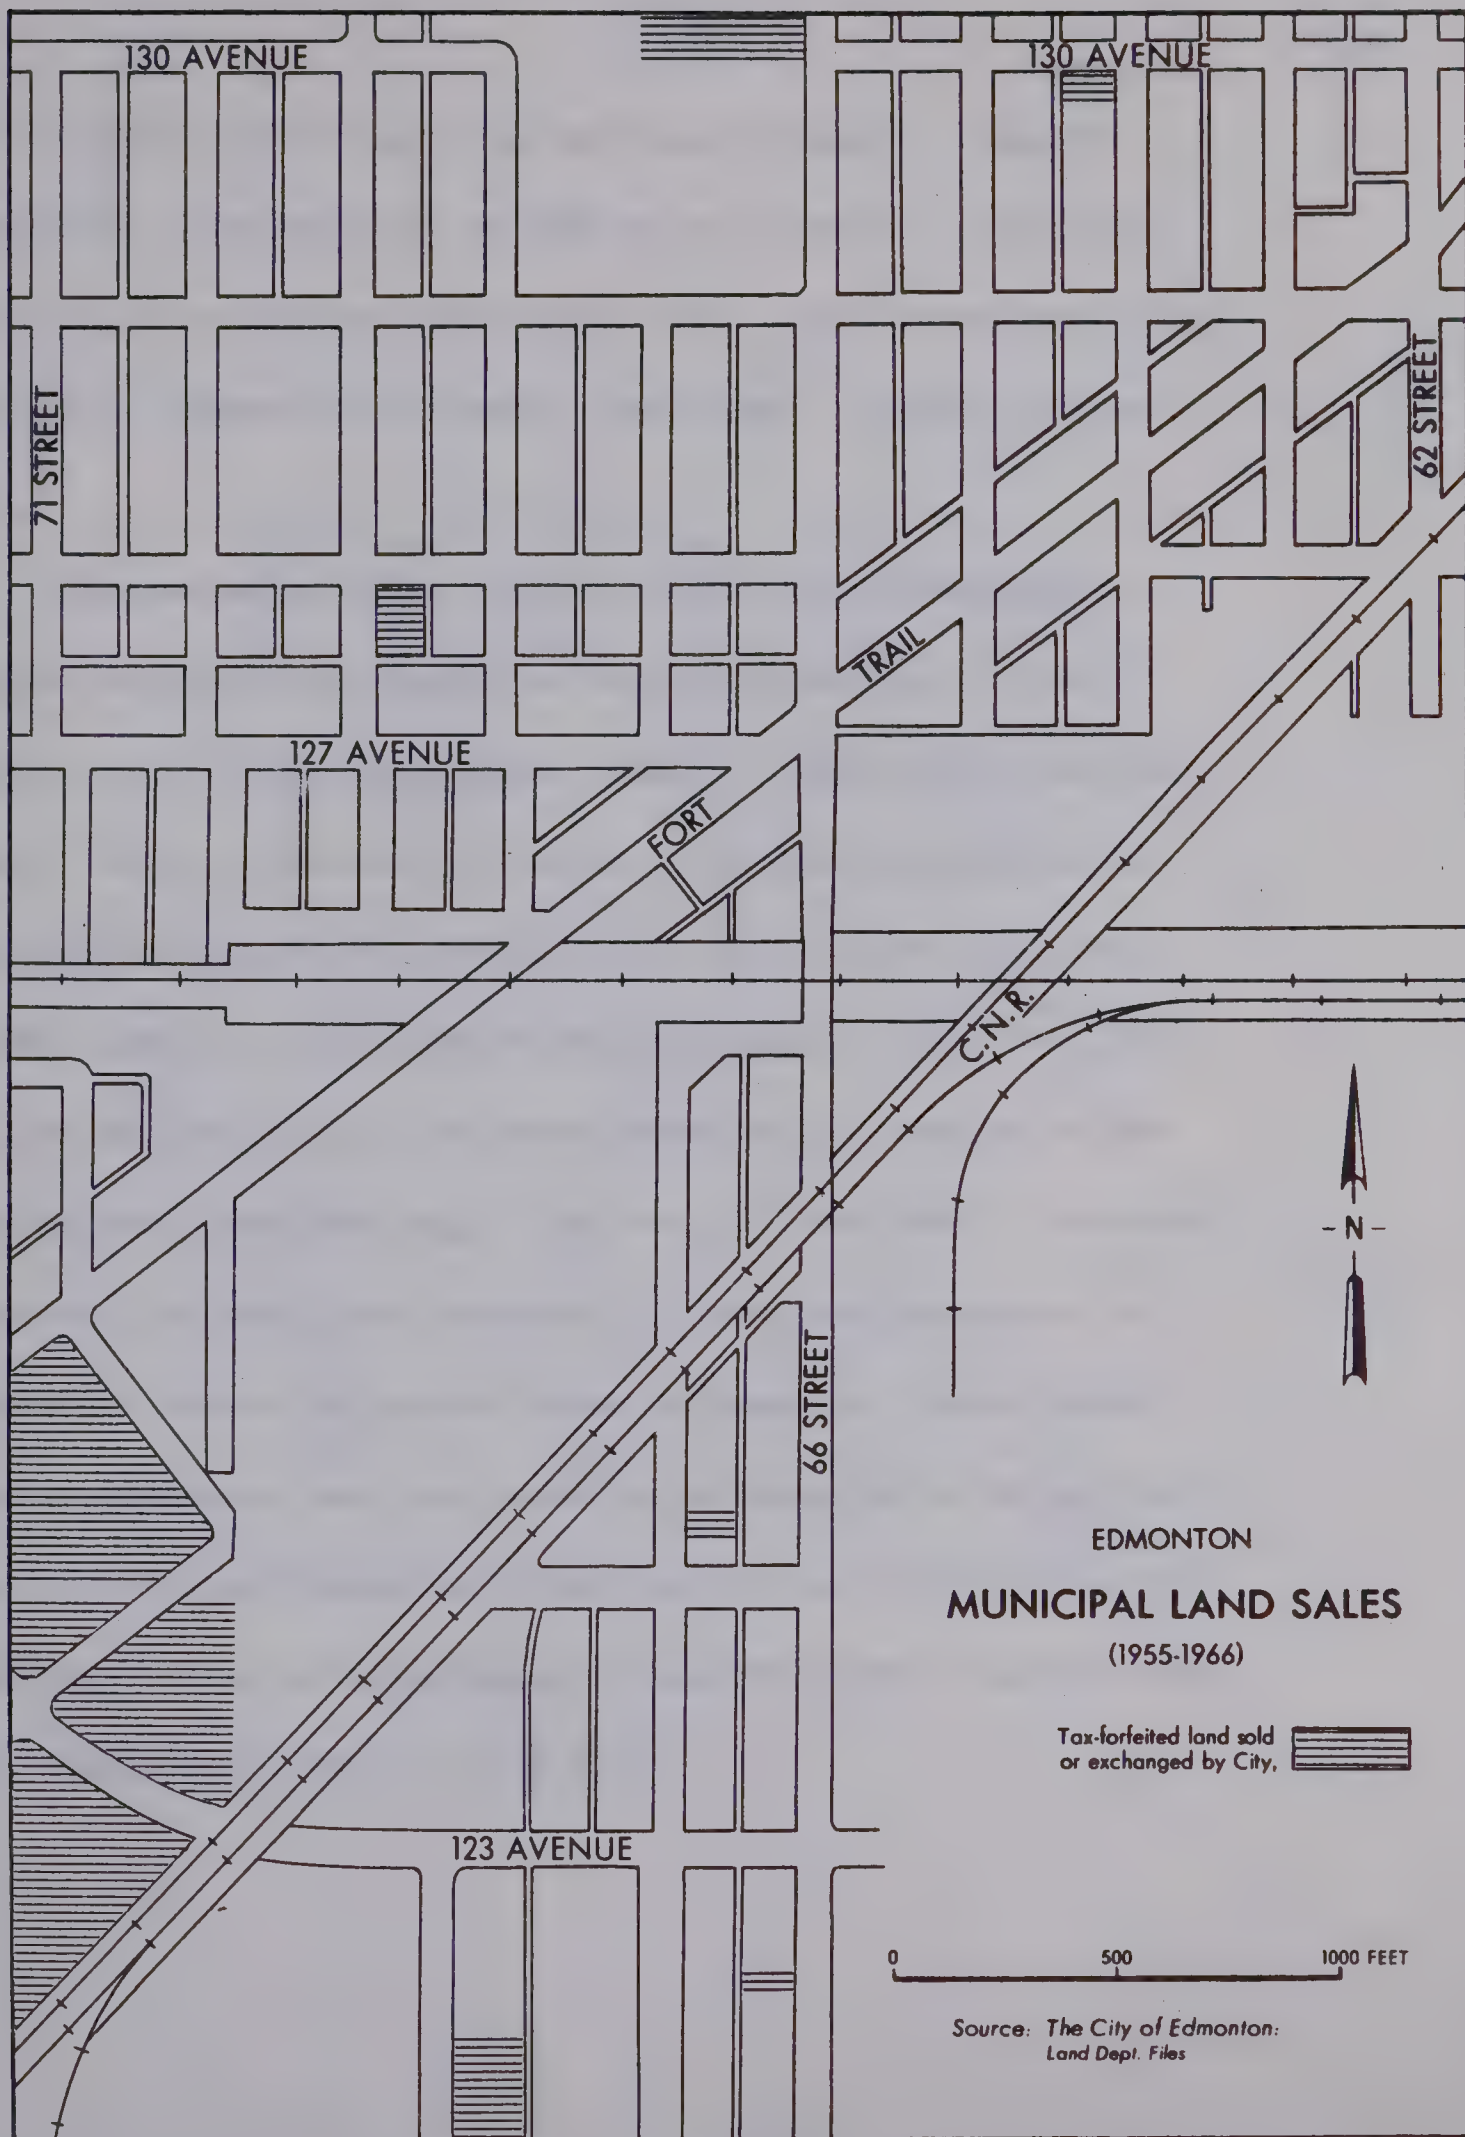 130 AVENUE
130 AVENUE
71 STREET
62 STREET
TRAIL
127 AVENUE
FORT
C.N.R.
- N -
66 STREET
EDMONTON
MUNICIPAL LAND SALES
(1955-1966)
Tax-forfeited land sold
or exchanged by City,
123 AVENUE
0 500 1000 FEET
Source: The City of Edmonton:
Land Dept. Files